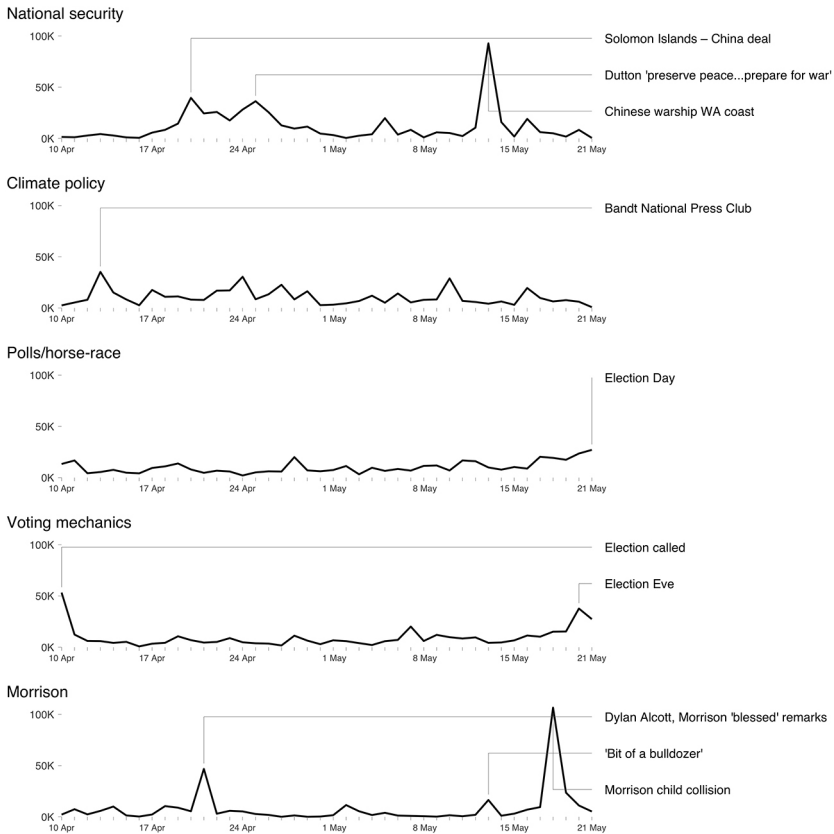 National security
100K
Solomon Islands – China deal
Dutton 'preserve peace...prepare for war'
50K
Chinese warship WA coast
0K
10 Apr 17 Apr 24 Apr 1 May 8 May 15 May 21 May
Climate policy
100K
Bandt National Press Club
50K
0K
10 Apr 17 Apr 24 Apr 1 May 8 May 15 May 21 May
Polls/horse-race
100K
Election Day
50K
0K
10 Apr 17 Apr 24 Apr 1 May 8 May 15 May 21 May
Voting mechanics
100K
Election called
Election Eve
50K
0K
10 Apr 17 Apr 24 Apr 1 May 8 May 15 May 21 May
Morrison
100K
Dylan Alcott, Morrison 'blessed' remarks
'Bit of a bulldozer'
50K
Morrison child collision
0K
10 Apr 17 Apr 24 Apr 1 May 8 May 15 May 21 May